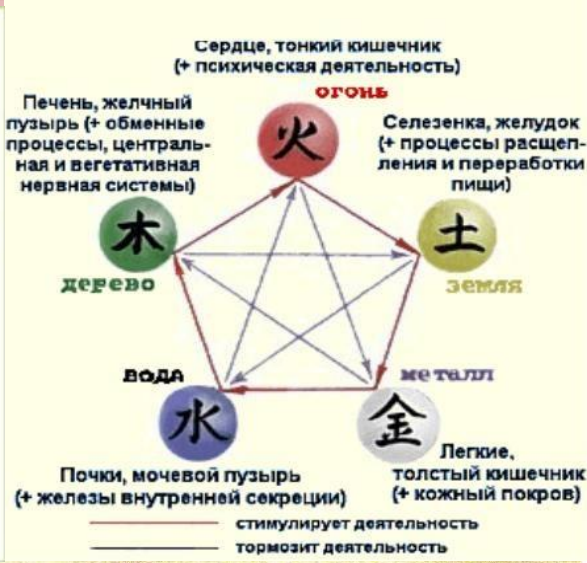 Сердце, тонкий кишечник
(+ психическая деятельность)
огонь
火
Печень, желчный
пузырь (+ обменные
процессы, централь-
ная и вегетативная
нервная системы)
木
дерево
Селезенка, желудок
(+ процессы расщеп-
ления и переработки
пищи)
土
земля
вода
水
Почки, мочевой пузырь
(+ железы внутренней секреции)
металл
金
Легкие,
толстый кишечник
(+ кожный покров)
стимулирует деятельность
тормозит деятельность